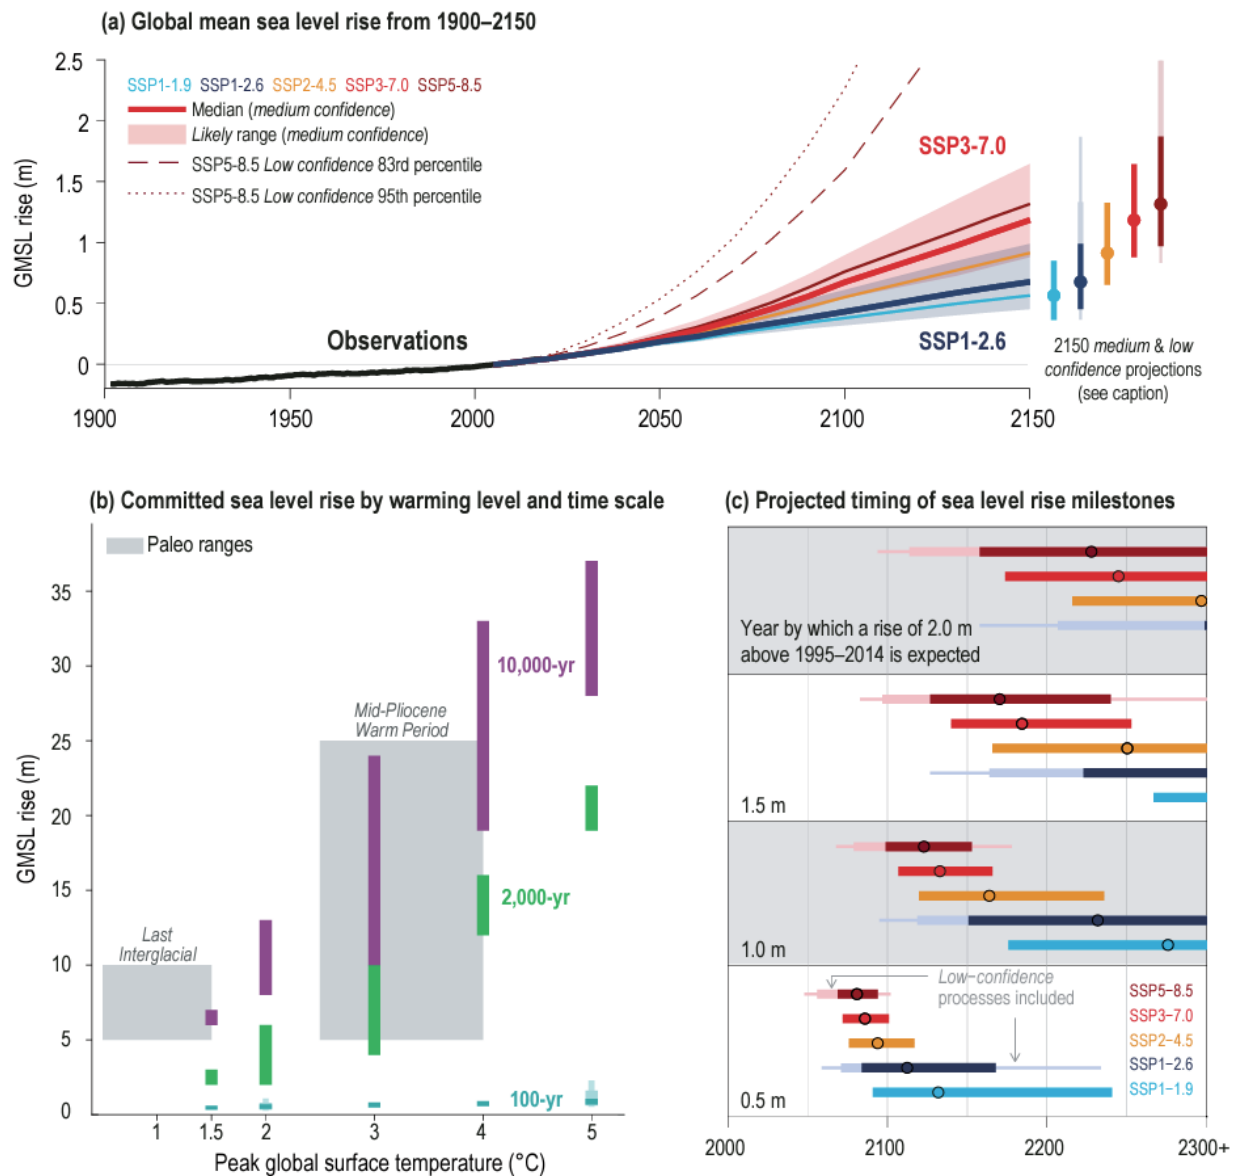 (a) Global mean sea level rise from 1900–2150
GMSL rise (m)
2.5
2
1.5
1
0.5
0
SSP1-1.9 SSP1-2.6 SSP2-4.5 SSP3-7.0 SSP5-8.5
Median (medium confidence)
Likely range (medium confidence)
SSP5-8.5 Low confidence 83rd percentile
SSP5-8.5 Low confidence 95th percentile
SSP3-7.0
Observations
SSP1-2.6
1900 1950 2000 2050 2100 2150
2150 medium & low
confidence projections
(see caption)
(b) Committed sea level rise by warming level and time scale
Paleo ranges
GMSL rise (m)
35
30
25
20
15
10
5
0
10,000-yr
Mid-Pliocene
Warm Period
2,000-yr
Last
Interglacial
100-yr
1 1.5 2 3 4 5
Peak global surface temperature (°C)
(c) Projected timing of sea level rise milestones
Year by which a rise of 2.0 m
above 1995–2014 is expected
1.5 m
1.0 m
Low-confidence
processes included
SSP5-8.5
SSP3-7.0
SSP2-4.5
SSP1-2.6
SSP1-1.9
0.5 m
2000 2100 2200 2300+